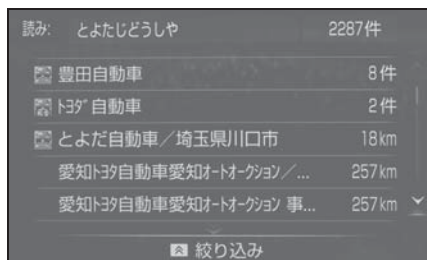 読み: とよたじどうしや 2287件
豊田自動車 8件
ﾄﾖﾀﾞ自動車 2件
とよだ自動車／埼玉県川口市 18km
愛知ﾄﾖﾀ自動車愛知ｵｰﾄｵｰｸｼｮﾝ／... 257km
愛知ﾄﾖﾀ自動車愛知ｵｰﾄｵｰｸｼｮﾝ 事... 257km
絞り込み